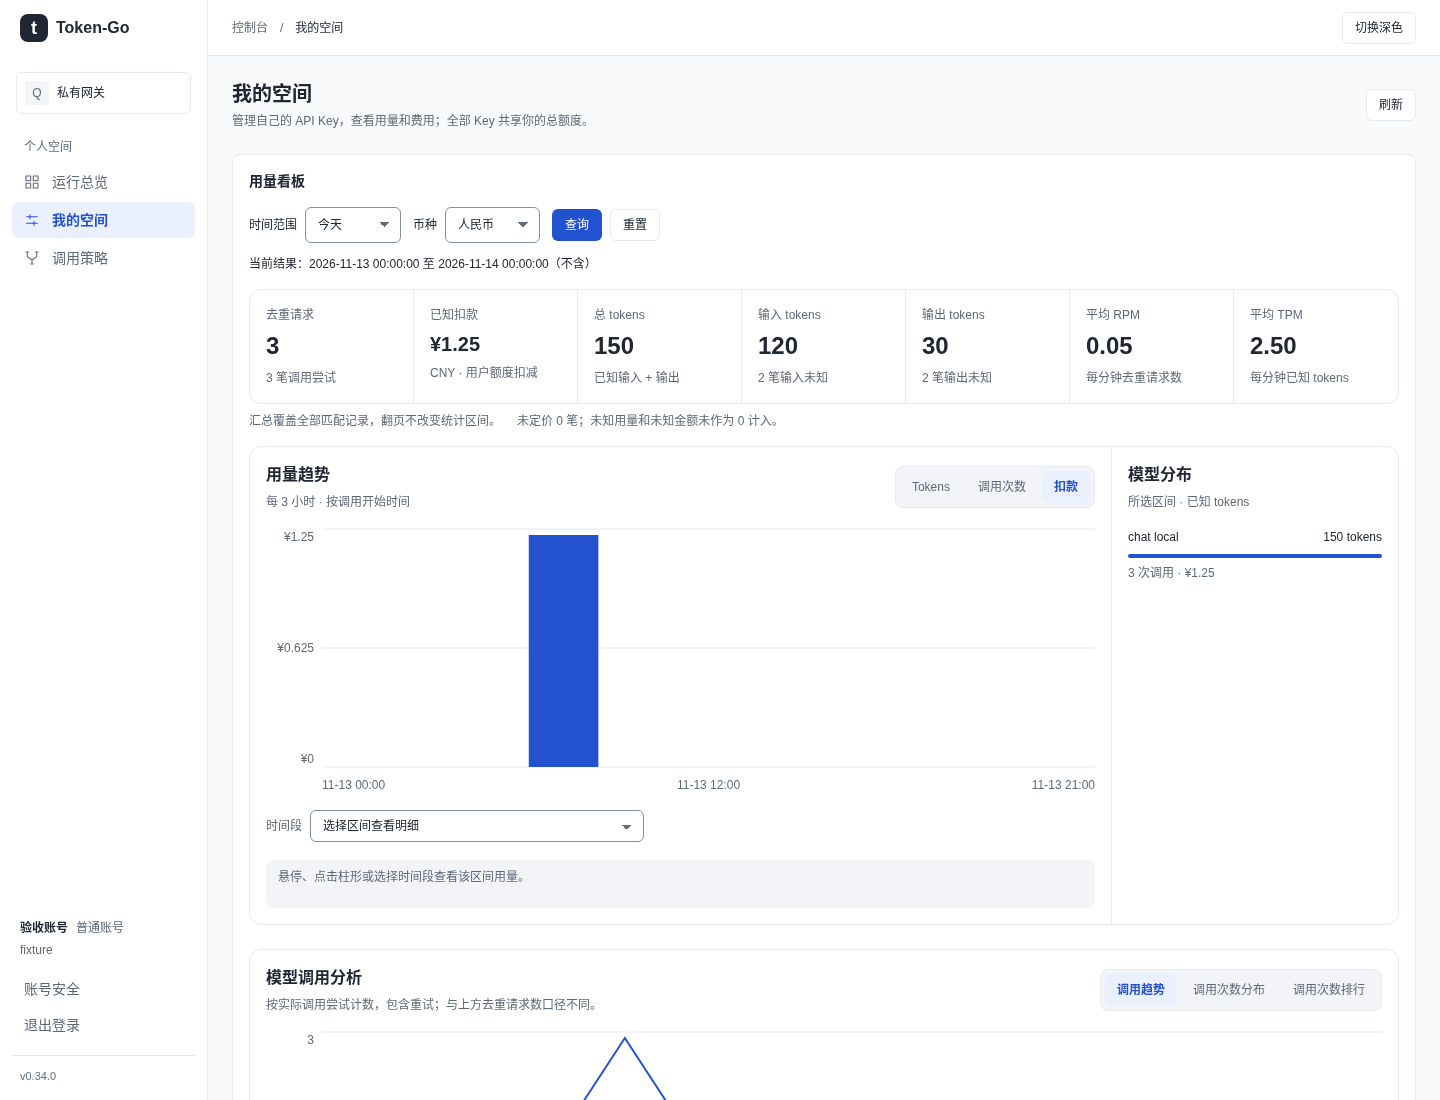 t Token-Go
Q 私有网关
个人空间
运行总览
我的空间
调用策略
验收账号 普通账号
fixture
账号安全
退出登录
v0.34.0
控制台 / 我的空间
切换深色
我的空间
管理自己的 API Key，查看用量和费用；全部 Key 共享你的总额度。
刷新
用量看板
时间范围 今天 币种 人民币 查询 重置
当前结果：2026-11-13 00:00:00 至 2026-11-14 00:00:00（不含）
去重请求
3
3 笔调用尝试
已知扣款
¥1.25
CNY · 用户额度扣减
总 tokens
150
已知输入 + 输出
输入 tokens
120
2 笔输入未知
输出 tokens
30
2 笔输出未知
平均 RPM
0.05
每分钟去重请求数
平均 TPM
2.50
每分钟已知 tokens
汇总覆盖全部匹配记录，翻页不改变统计区间。 未定价 0 笔；未知用量和未知金额未作为 0 计入。
用量趋势
每 3 小时 · 按调用开始时间
Tokens 调用次数 扣款
¥1.25
¥0.625
¥0
11-13 00:00 11-13 12:00 11-13 21:00
时间段 选择区间查看明细
悬停、点击柱形或选择时间段查看该区间用量。
模型分布
所选区间 · 已知 tokens
chat local 150 tokens
3 次调用 · ¥1.25
模型调用分析
按实际调用尝试计数，包含重试；与上方去重请求数口径不同。
调用趋势 调用次数分布 调用次数排行
3